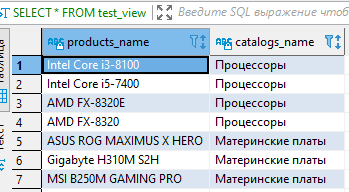 SELECT * FROM test_view
Введите SQL выражение чтоб
Таблица
products_name
catalogs_name
1 Intel Core i3-8100 Процессоры
2 Intel Core i5-7400 Процессоры
3 AMD FX-8320E Процессоры
4 AMD FX-8320 Процессоры
5 ASUS ROG MAXIMUS X HERO Материнские платы
6 Gigabyte H310M S2H Материнские платы
7 MSI B250M GAMING PRO Материнские платы
Текст